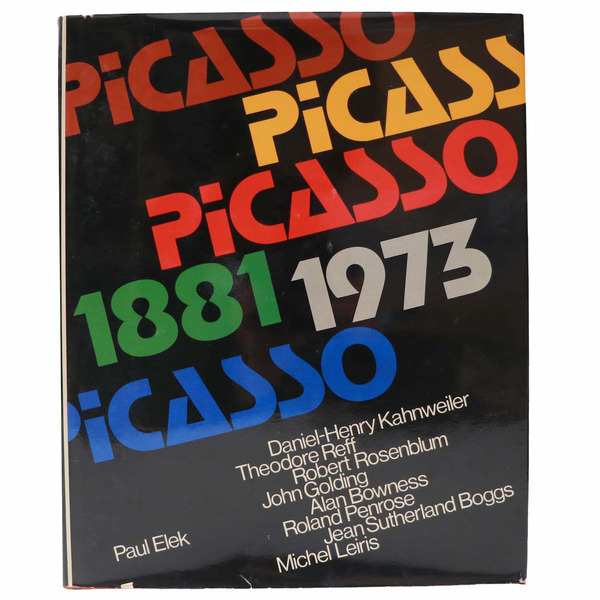 PiCASSO
PiCASS
PiCASSO
1881 1973
PiCASSO
Daniel-Henry Kahnweiler
Theodore Reff
Robert Rosenblum
John Golding
Alan Bowness
Roland Penrose
Jean Sutherland Boggs
Michel Leiris
Paul Elek